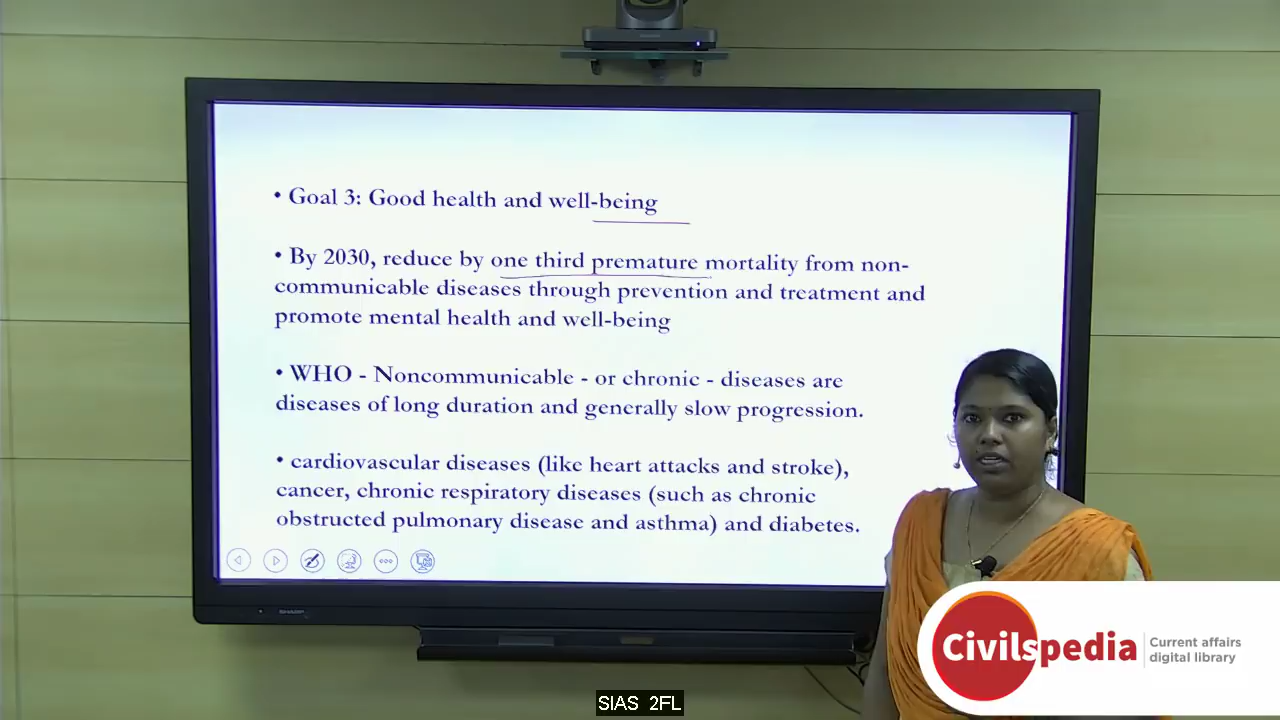 • Goal 3: Good health and well-being
• By 2030, reduce by one third premature mortality from non-
communicable diseases through prevention and treatment and
promote mental health and well-being
• WHO - Noncommunicable - or chronic - diseases are
diseases of long duration and generally slow progression.
• cardiovascular diseases (like heart attacks and stroke),
cancer, chronic respiratory diseases (such as chronic
obstructed pulmonary disease and asthma) and diabetes.
SHARP
Civilspedia
Current affairs
digital library
SIAS 2FL